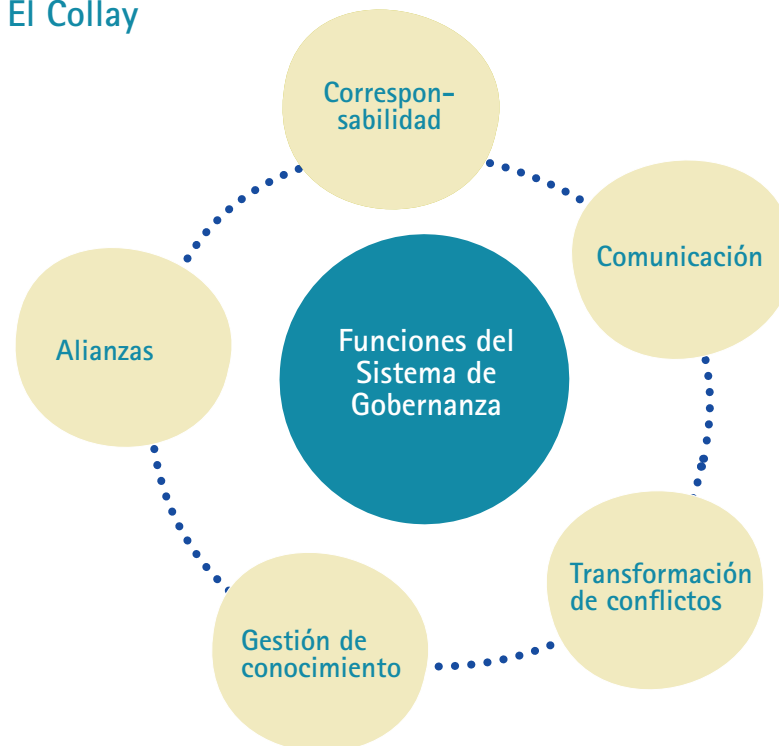 El Collay
Correspon-
sabilidad
Comunicación
Alianzas
Funciones del
Sistema de
Gobernanza
Transformación
de conflictos
Gestión de
conocimiento